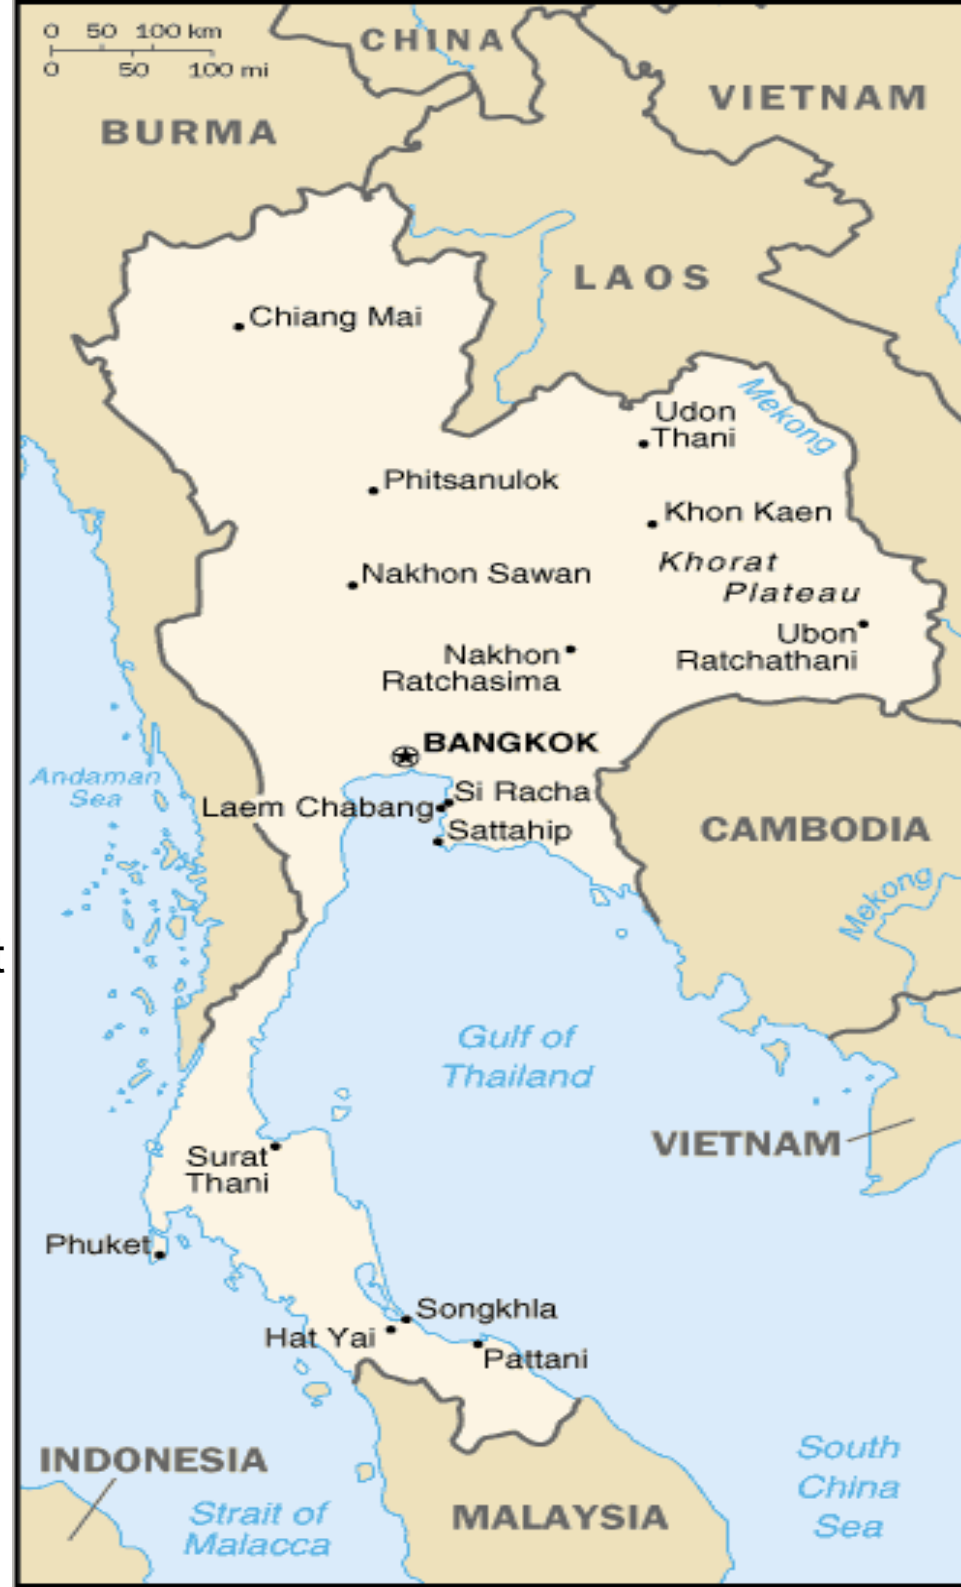 0 50 100 km
0 50 100 mi
CHINA
VIETNAM
BURMA
LAOS
Chiang Mai
Udon
Thani
Mekong
Phitsanulok
Khon Kaen
Khorat
Plateau
Nakhon Sawan
Ubon
Ratchathani
Nakhon
Ratchasima
BANGKOK
Andaman
Sea
Si Racha
Laem Chabang
Sattahip
CAMBODIA
Mekong
t
Gulf of
Thailand
VIETNAM
Surat
Thani
Phuket
Songkhla
Hat Yai
Pattani
INDONESIA
South
China
Sea
Strait of
Malacca
MALAYSIA